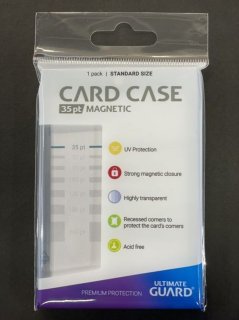 1 pack | STANDARD SIZE
CARD CASE
35 pt MAGNETIC
35 pt
UV Protection
Strong magnetic closure
Highly transparent
Recessed corners to
protect the card's corners
Acid free
PREMIUM PROTECTION
ULTIMATE
GUARD